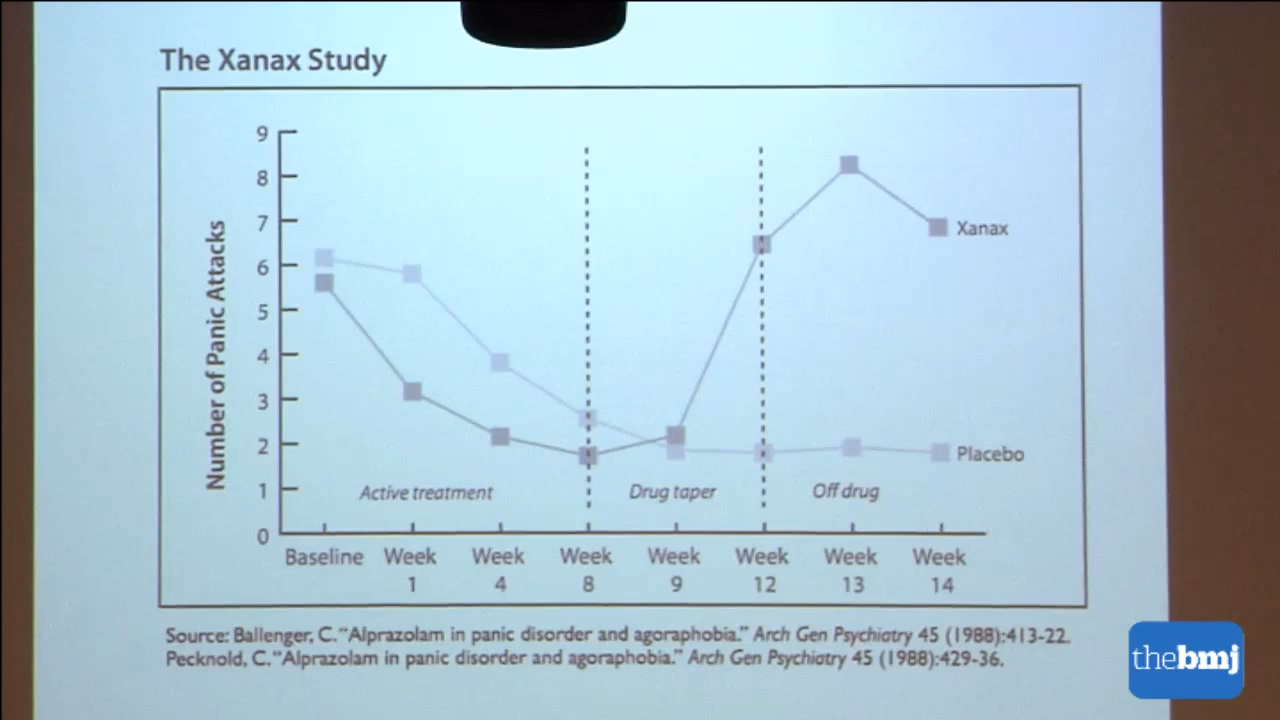 The Xanax Study
Number of Panic Attacks
9
8
7
6
5
4
3
2
1
0
Xanax
Placebo
Active treatment
Drug taper
Off drug
Baseline Week Week Week Week Week Week Week
1 4 8 9 12 13 14
Source: Ballenger, C. “Alprazolam in panic disorder and agoraphobia.” Arch Gen Psychiatry 45 (1988):413-22.
Pecknold, C. “Alprazolam in panic disorder and agoraphobia.” Arch Gen Psychiatry 45 (1988):429-36.
thebmj